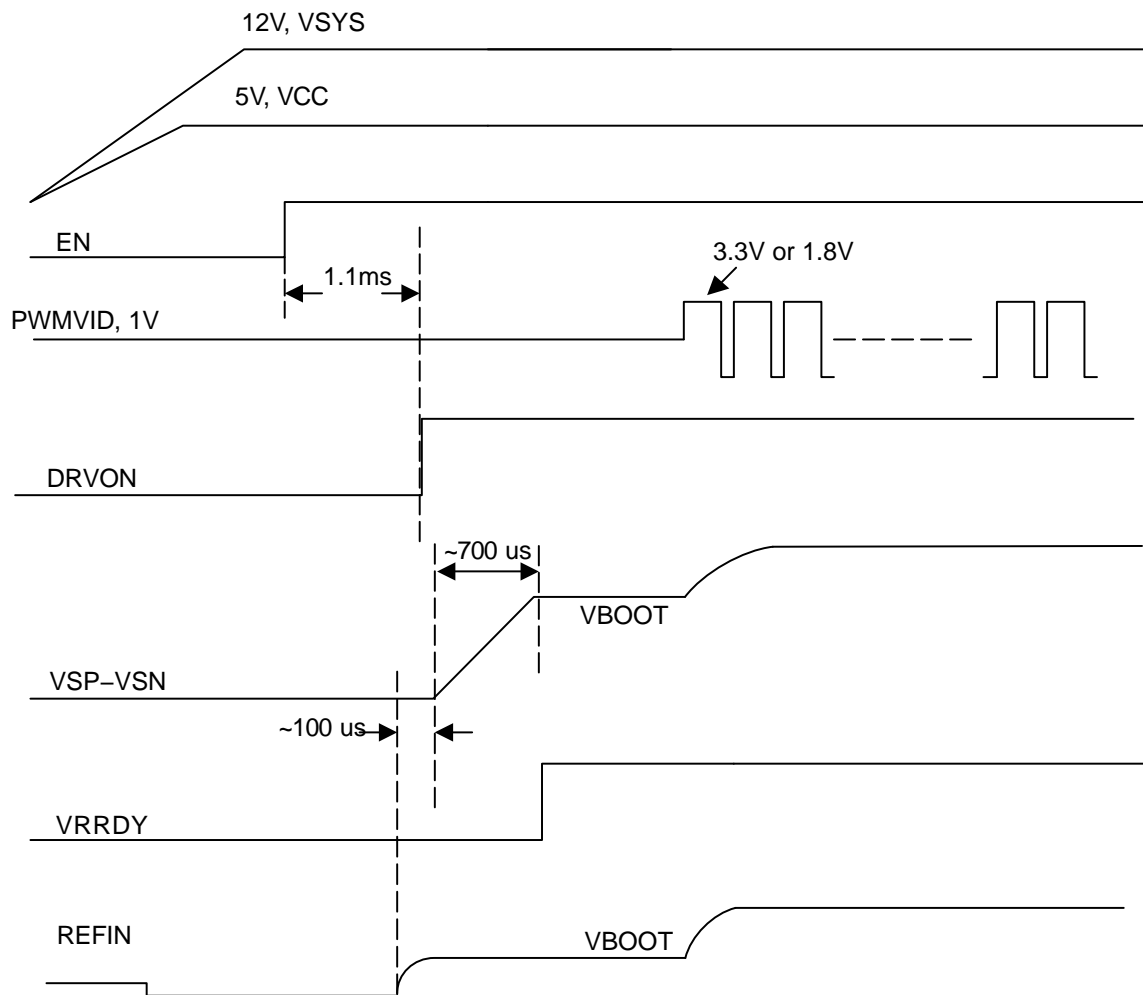 12V, VSYS
5V, VCC
EN
1.1ms
3.3V or 1.8V
PWMVID, 1V
DRVON
~700 us
VBOOT
VSP−VSN
~100 us
VRRDY
REFIN
VBOOT